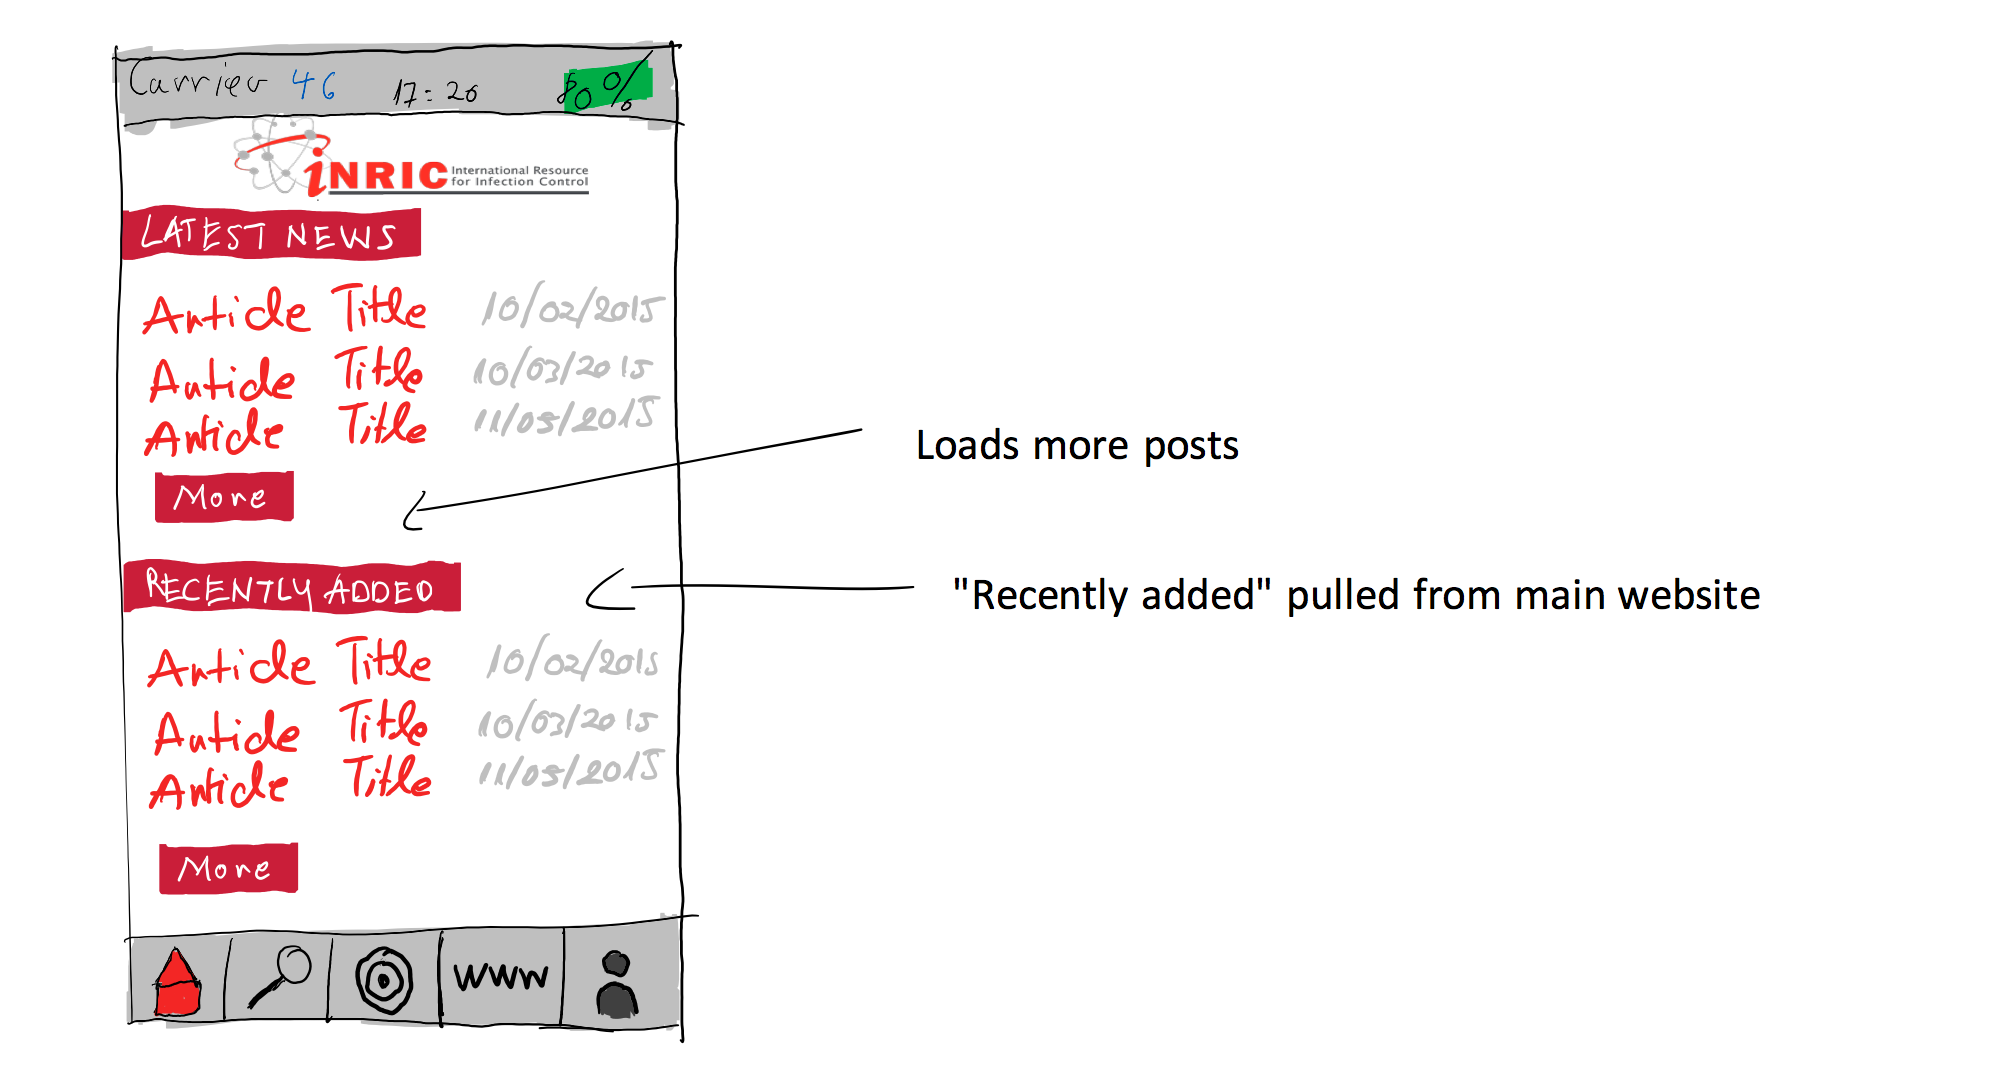 Carrier 4G 17:26 80%
iNRIC International Resource
for Infection Control
LATEST NEWS
Article Title 10/02/2015
Article Title 10/03/2015
Article Title 11/05/2015
Loads more posts
More
RECENTLY ADDED
"Recently added" pulled from main website
Article Title 10/02/2015
Article Title 10/03/2015
Article Title 11/05/2015
More
www